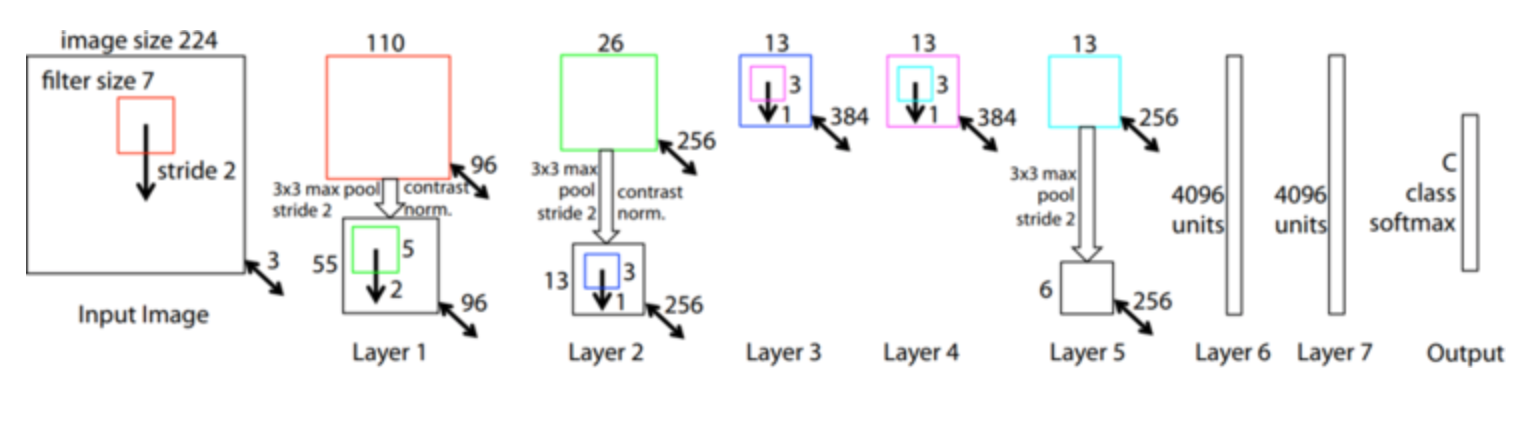 image size 224
filter size 7
stride 2
3
Input Image
110
96
3x3 max pool
stride 2
contrast
norm.
55
5
2
96
Layer 1
26
256
3x3 max
pool
stride 2
contrast
norm.
13
3
1
256
Layer 2
13
3
1
384
Layer 3
13
3
1
384
Layer 4
13
256
3x3 max
pool
stride 2
6
256
Layer 5
4096
units
Layer 6
4096
units
Layer 7
C
class
softmax
Output